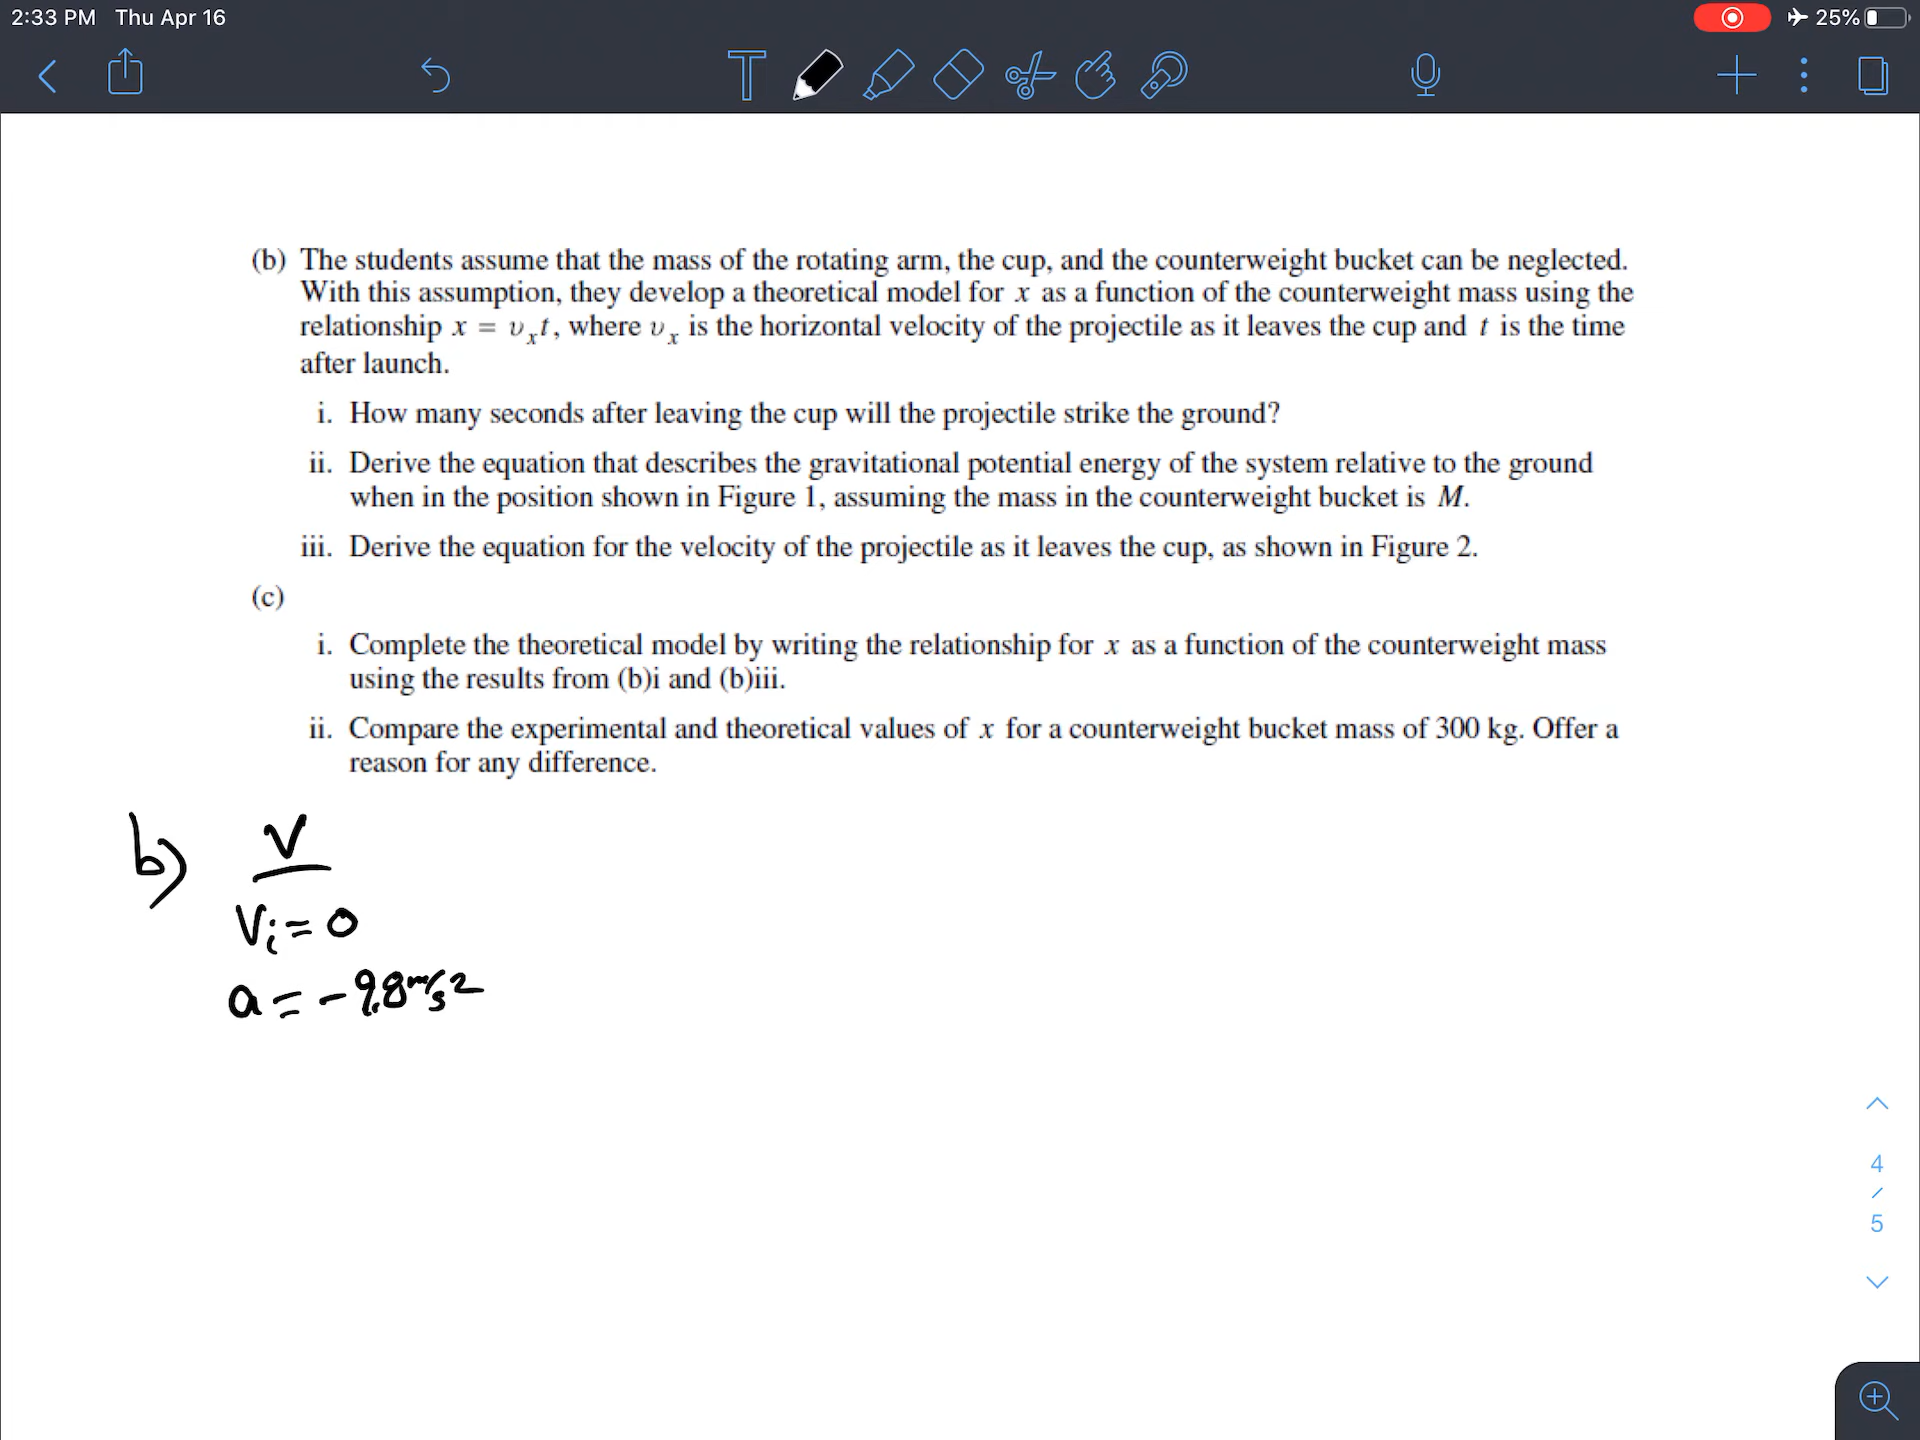 2:33 PM Thu Apr 16
25%
T
(b) The students assume that the mass of the rotating arm, the cup, and the counterweight bucket can be neglected.
With this assumption, they develop a theoretical model for x as a function of the counterweight mass using the
relationship x = υₓt, where υₓ is the horizontal velocity of the projectile as it leaves the cup and t is the time
after launch.
i. How many seconds after leaving the cup will the projectile strike the ground?
ii. Derive the equation that describes the gravitational potential energy of the system relative to the ground
when in the position shown in Figure 1, assuming the mass in the counterweight bucket is M.
iii. Derive the equation for the velocity of the projectile as it leaves the cup, as shown in Figure 2.
(c)
i. Complete the theoretical model by writing the relationship for x as a function of the counterweight mass
using the results from (b)i and (b)iii.
ii. Compare the experimental and theoretical values of x for a counterweight bucket mass of 300 kg. Offer a
reason for any difference.
b) V
Vi = 0
a = -9.8 m/s2
4
/
5